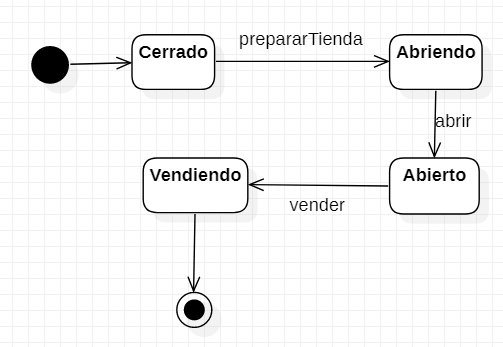 Cerrado
prepararTienda
Abriendo
abrir
Vendiendo
Abierto
vender